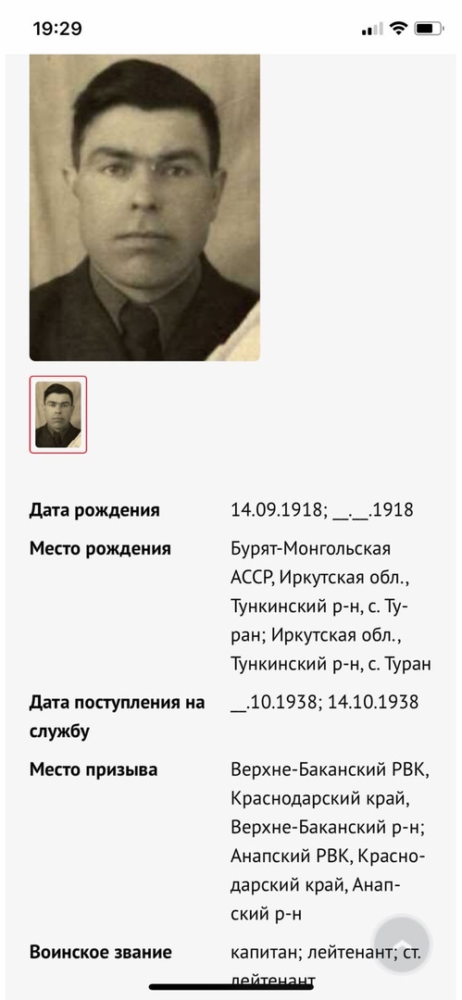 19:29
Дата рождения 14.09.1918; __.__.1918
Место рождения Бурят-Монгольская
АССР, Иркутская обл.,
Тункинский р-н, с. Ту-
ран; Иркутская обл.,
Тункинский р-н, с. Туран
Дата поступления на __.10.1938; 14.10.1938
службу
Место призыва Верхне-Баканский РВК,
Краснодарский край,
Верхне-Баканский р-н;
Анапский РВК, Красно-
дарский край, Анап-
ский р-н
Воинское звание капитан; лейтенант; ст.
лейтенант